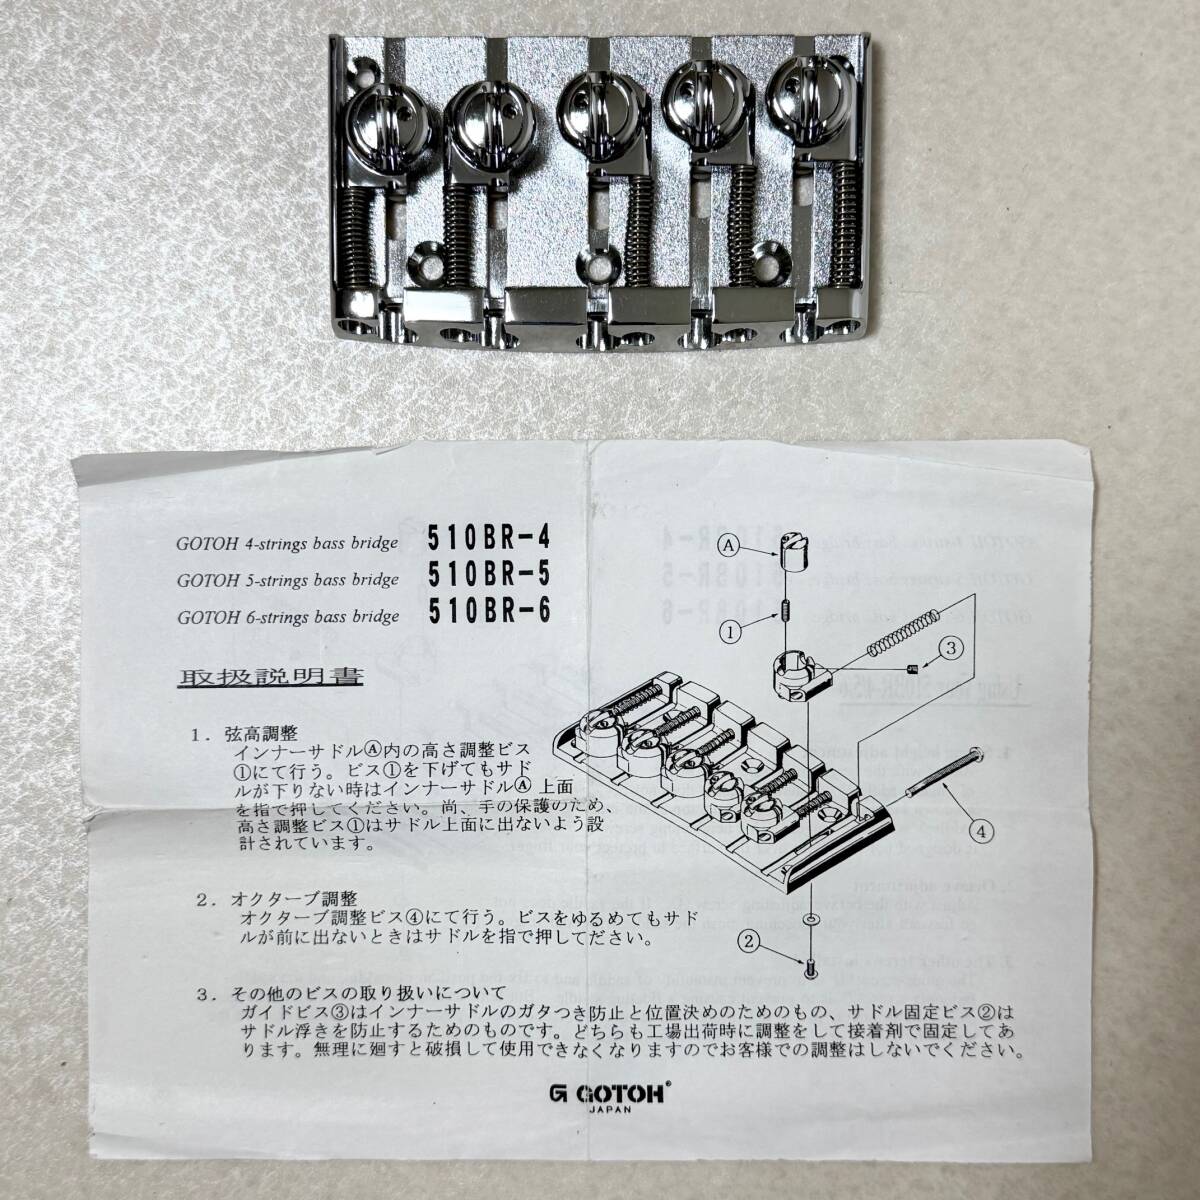 GOTOH 4-strings bass bridge 510BR-4
GOTOH 5-strings bass bridge 510BR-5
GOTOH 6-strings bass bridge 510BR-6
取扱説明書
1. 弦高調整
インナーサドルⒶ内の高さ調整ビス
①にて行う。ビス①を下げてもサド
ルが下りない時はインナーサドルⒶ上面
を指で押してください。尚、手の保護のため、
高さ調整ビス①はサドル上面に出ないよう設
計されています。
2. オクターブ調整
オクターブ調整ビス④にて行う。ビスをゆるめてもサド
ルが前に出ないときはサドルを指で押してださい。
3. その他のビスの取り扱いについて
ガイドビス③はインナーサドルのガタつき防止と位置決めのためのもの、サドル固定ビス②は
サドル浮きを防止するためのものです。どちらも工場出荷時に調整をして接着剤で固定してあ
ります。無理に廻すと破損して使用できなくなりますのでお客様での調整はしないでください。
Ⓐ
①
③
④
②
G GOTOH®
JAPAN